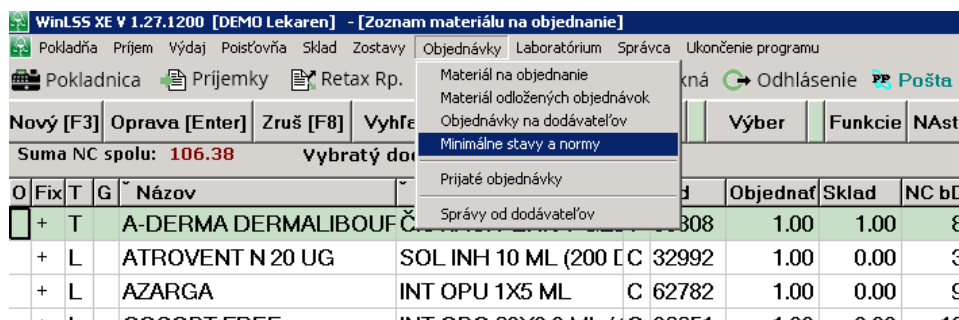 WinLSS XE V 1.27.1200 [DEMO Lekaren] - [Zoznam materiálu na objednanie]
Pokladňa Príjem Výdaj Poisťovňa Sklad Zostavy Objednávky Laboratórium Správca Ukončenie programu
Pokladnica Príjemky Retax Rp. Odhlásenie Pošta
Materiál na objednanie
Materiál odložených objednávok
Objednávky na dodávateľov
Minimálne stavy a normy
Prijaté objednávky
Správy od dodávateľov
Nový [F3] Oprava [Enter] Zruš [F8] Výber Funkcie
Suma NC spolu: 106.38 Vybratý
O Fix T G Názov Objednať Sklad NC
+ T A-DERMA 1.00 1.00
+ L ATROVENT N 20 UG SOL INH 10 ML (200 C 32992 1.00 0.00
+ L AZARGA INT OPU 1X5 ML C 62782 1.00 0.00